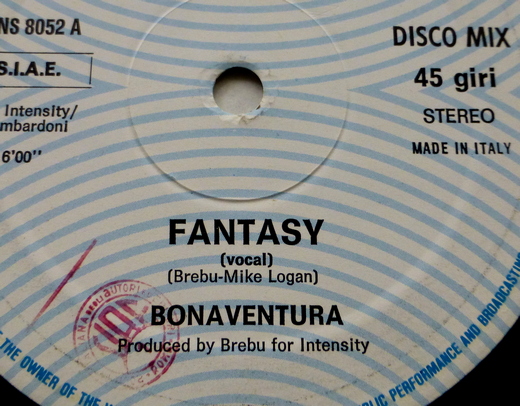 NS 8052 A
S.I.A.E.
Intensity/
mbardoni
6'00"
DISCO MIX
45 giri
STEREO
MADE IN ITALY
FANTASY
(vocal)
(Brebu-Mike Logan)
BONAVENTURA
Produced by Brebu for Intensity
THE OWNER OF THE
PUBLIC PERFORMANCE AND BROADCASTING